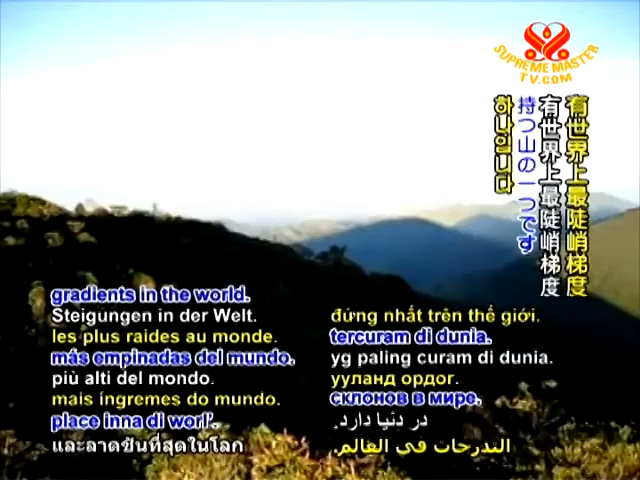 SUPREME MASTER
TV.COM
有世界上最陡峭梯度
有世界上最陡峭梯度
持つ山の一つです
하나입니다
gradients in the world.
Steigungen in der Welt.
les plus raides au monde.
más empinadas del mundo.
più alti del mondo.
mais íngremes do mundo.
place inna di worl'.
และลาดชันที่สุดในโลก
đứng nhất trên thế giới.
tercuram di dunia.
yg paling curam di dunia.
ууланд ордог.
склонов в мире.
در دنیا دارد.
التدرجات في العالم.